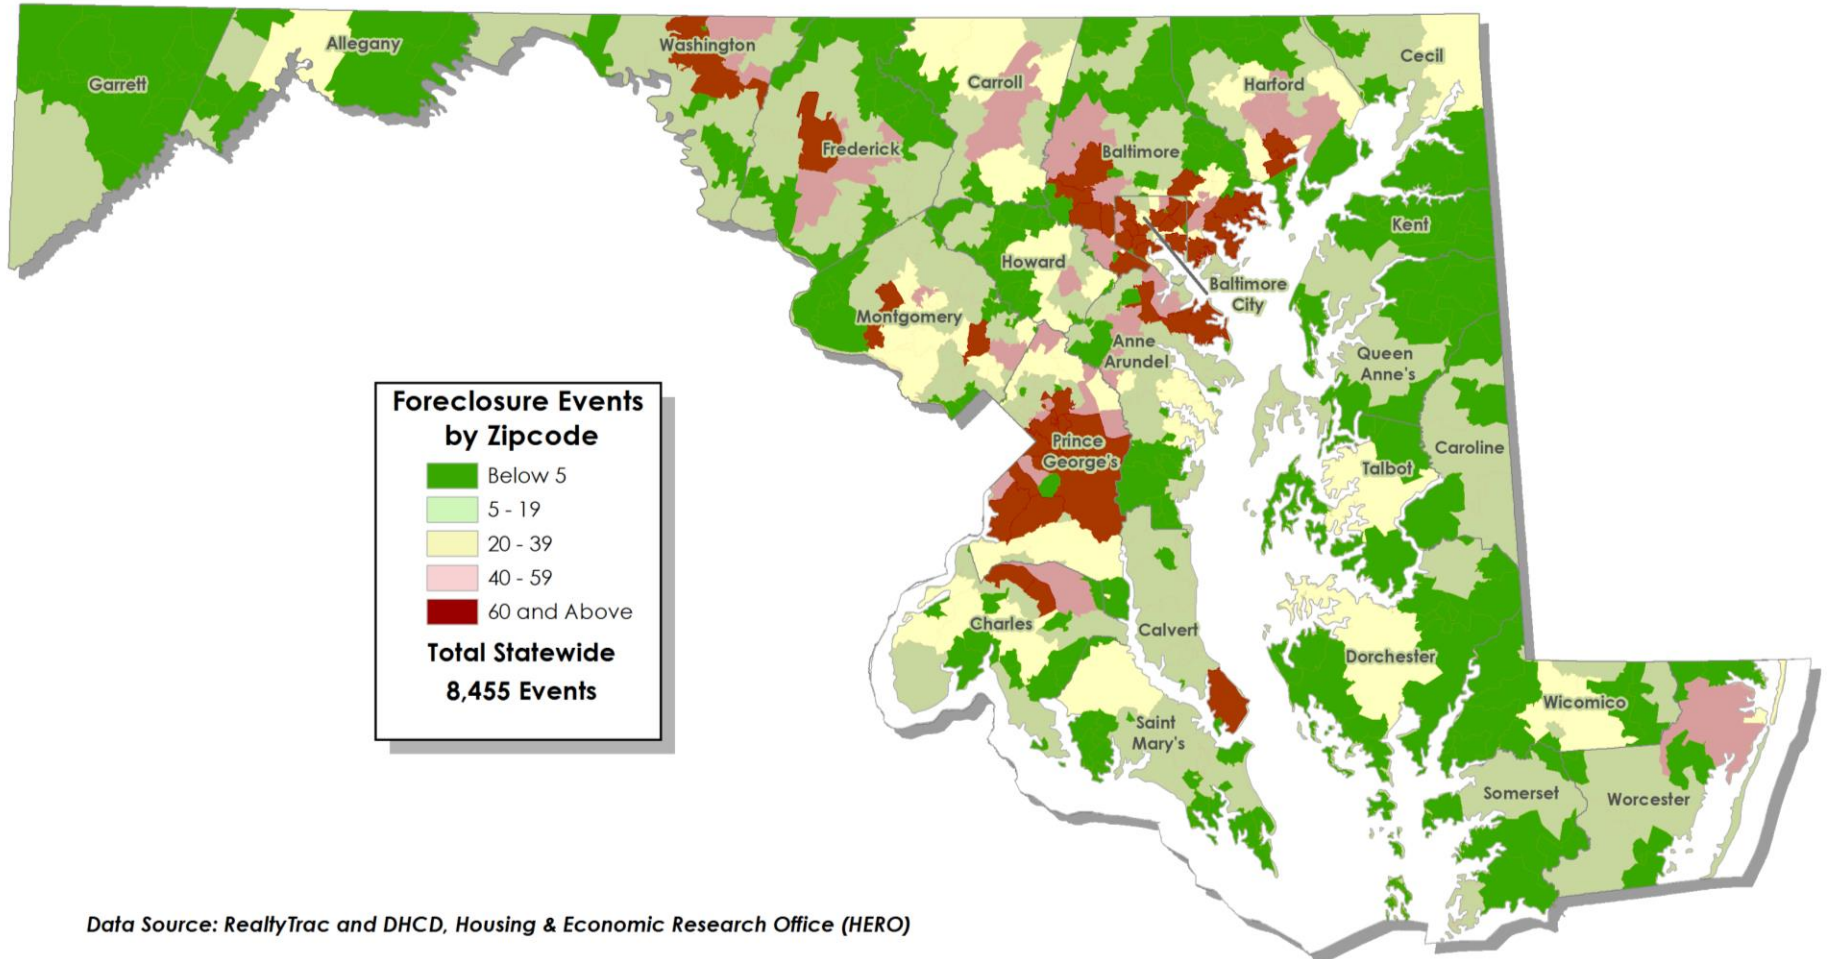 Garrett
Allegany
Washington
Frederick
Carroll
Baltimore
Harford
Cecil
Kent
Howard
Baltimore
City
Montgomery
Anne
Arundel
Queen
Anne's
Caroline
Talbot
Prince
George's
Charles
Calvert
Dorchester
Saint
Mary's
Wicomico
Somerset
Worcester
Foreclosure Events
by Zipcode
Below 5
5 - 19
20 - 39
40 - 59
60 and Above
Total Statewide
8,455 Events
Data Source: RealtyTrac and DHCD, Housing & Economic Research Office (HERO)